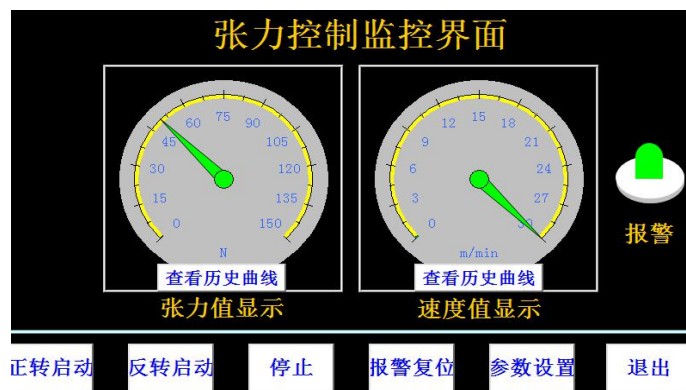 张力控制监控界面
0 15 30 45 60 75 90 105 120 135 150
N
查看历史曲线
0 3 6 9 12 15 18 21 24 27 30
m/min
查看历史曲线
报警
张力值显示
速度值显示
正转启动 反转启动 停止 报警复位 参数设置 退出